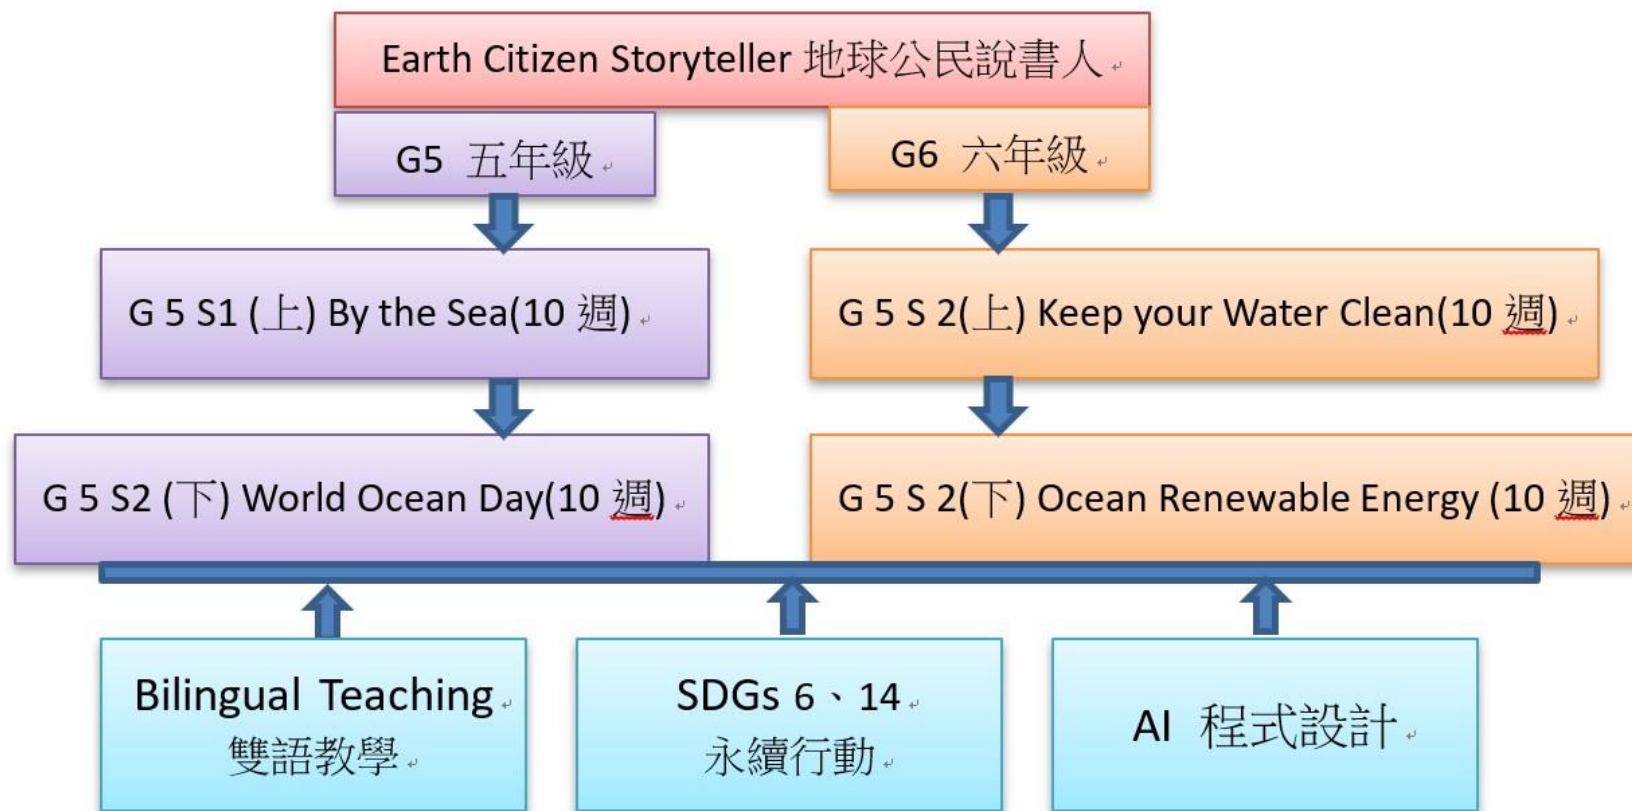 Earth Citizen Storyteller 地球公民說書人
G5 五年級
G6 六年級
G 5 S1 (上) By the Sea(10 週)
G 5 S 2(上) Keep your Water Clean(10 週)
G 5 S2 (下) World Ocean Day(10 週)
G 5 S 2(下) Ocean Renewable Energy (10 週)
Bilingual Teaching
雙語教學
SDGs 6、14
永續行動
AI 程式設計